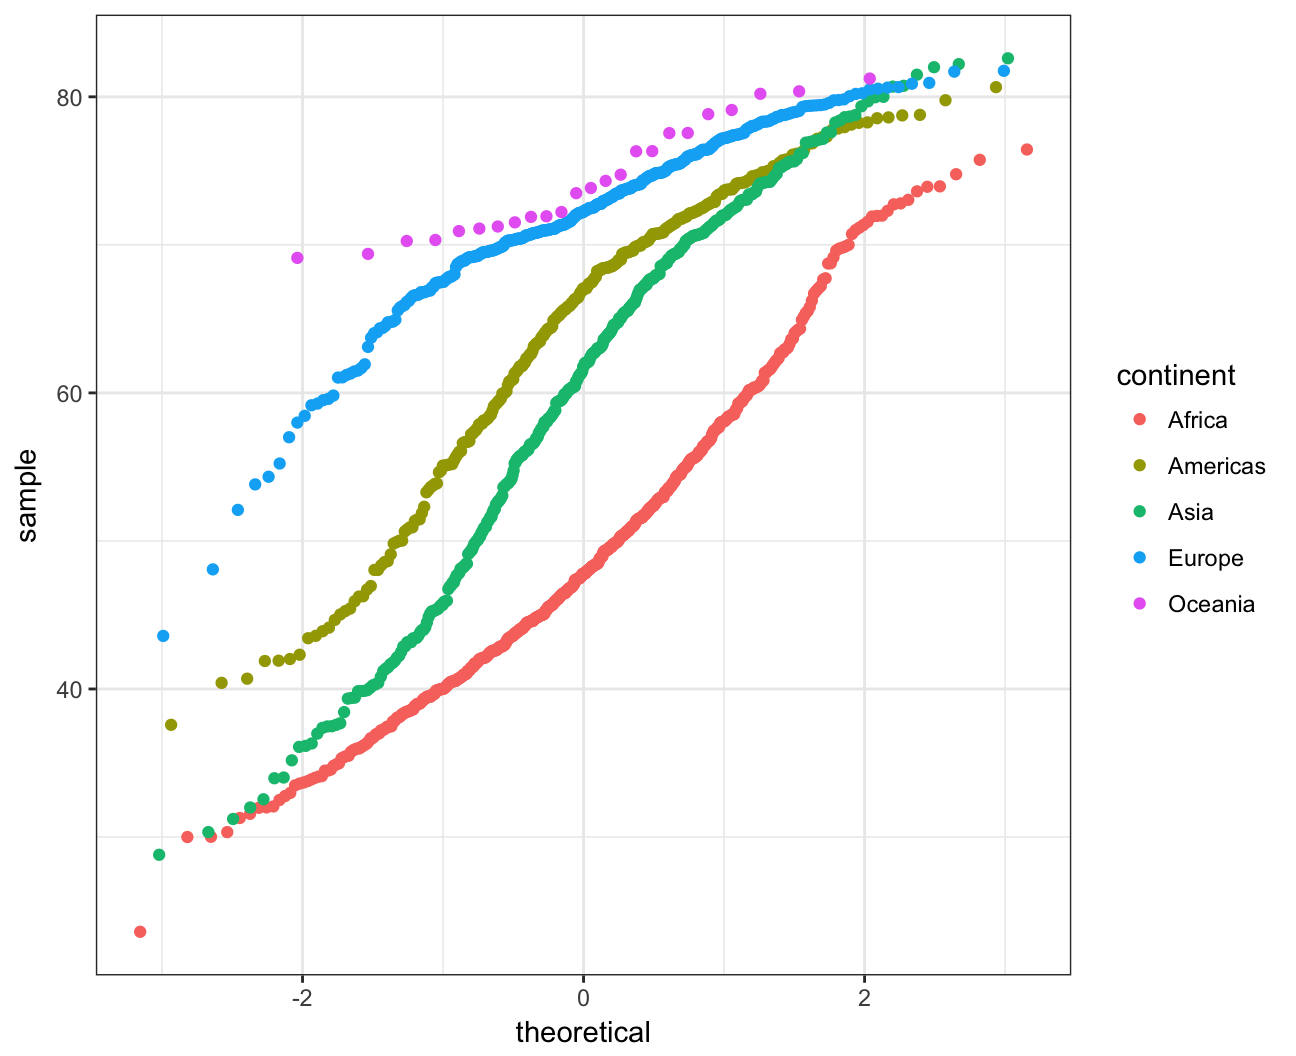 80
60
40
sample
-2
0
2
theoretical
continent
Africa
Americas
Asia
Europe
Oceania